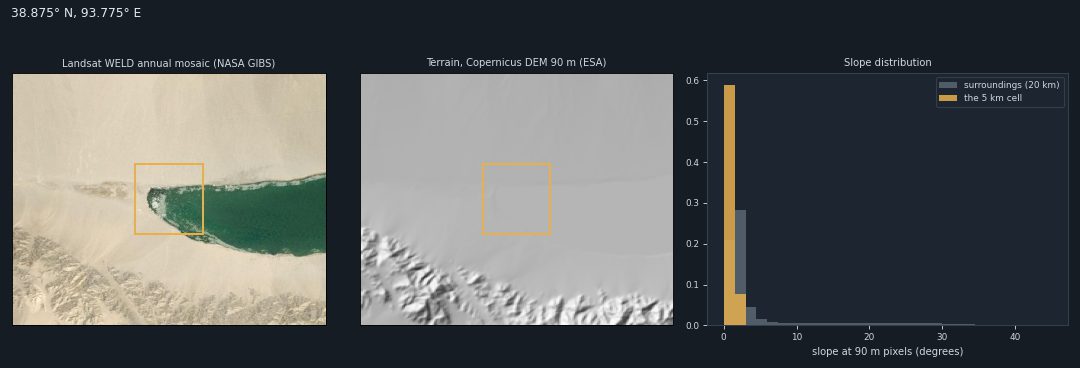 38.875° N, 93.775° E
Landsat WELD annual mosaic (NASA GIBS)
Terrain, Copernicus DEM 90 m (ESA)
Slope distribution
surroundings (20 km)
the 5 km cell
0.6
0.5
0.4
0.3
0.2
0.1
0.0
0
10
20
30
40
slope at 90 m pixels (degrees)